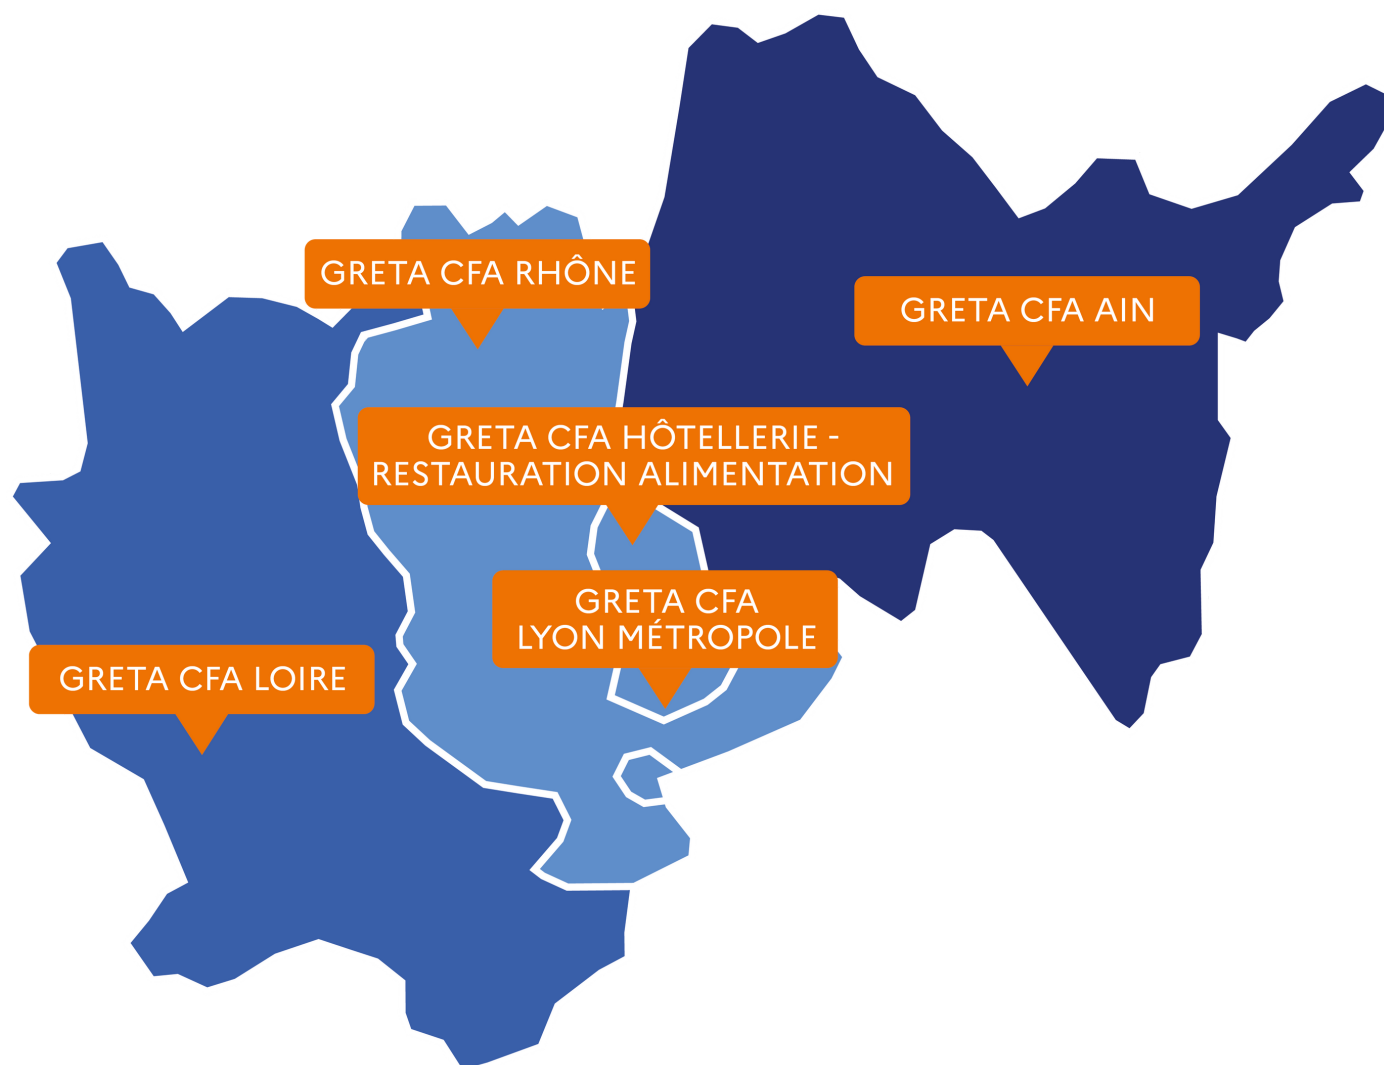 GRETA CFA RHÔNE
GRETA CFA AIN
GRETA CFA HÔTELLERIE -
RESTAURATION ALIMENTATION
GRETA CFA
LYON MÉTROPOLE
GRETA CFA LOIRE